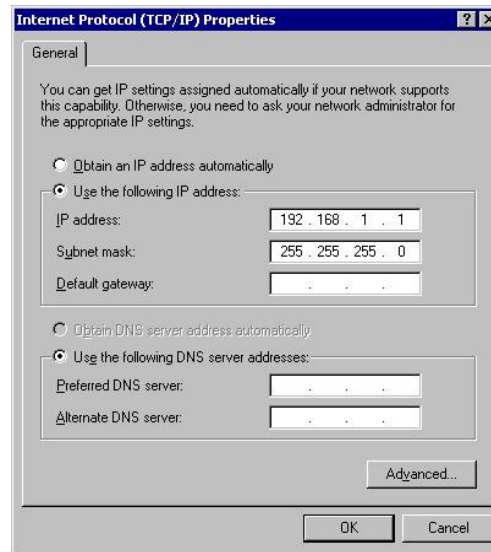 Internet Protocol (TCP/IP) Properties
General
You can get IP settings assigned automatically if your network supports
this capability. Otherwise, you need to ask your network administrator for
the appropriate IP settings.
Obtain an IP address automatically
Use the following IP address:
IP address: 192 . 168 . 1 . 1
Subnet mask: 255 . 255 . 255 . 0
Default gateway: . . .
Obtain DNS server address automatically
Use the following DNS server addresses:
Preferred DNS server: . . .
Alternate DNS server: . . .
Advanced...
OK Cancel